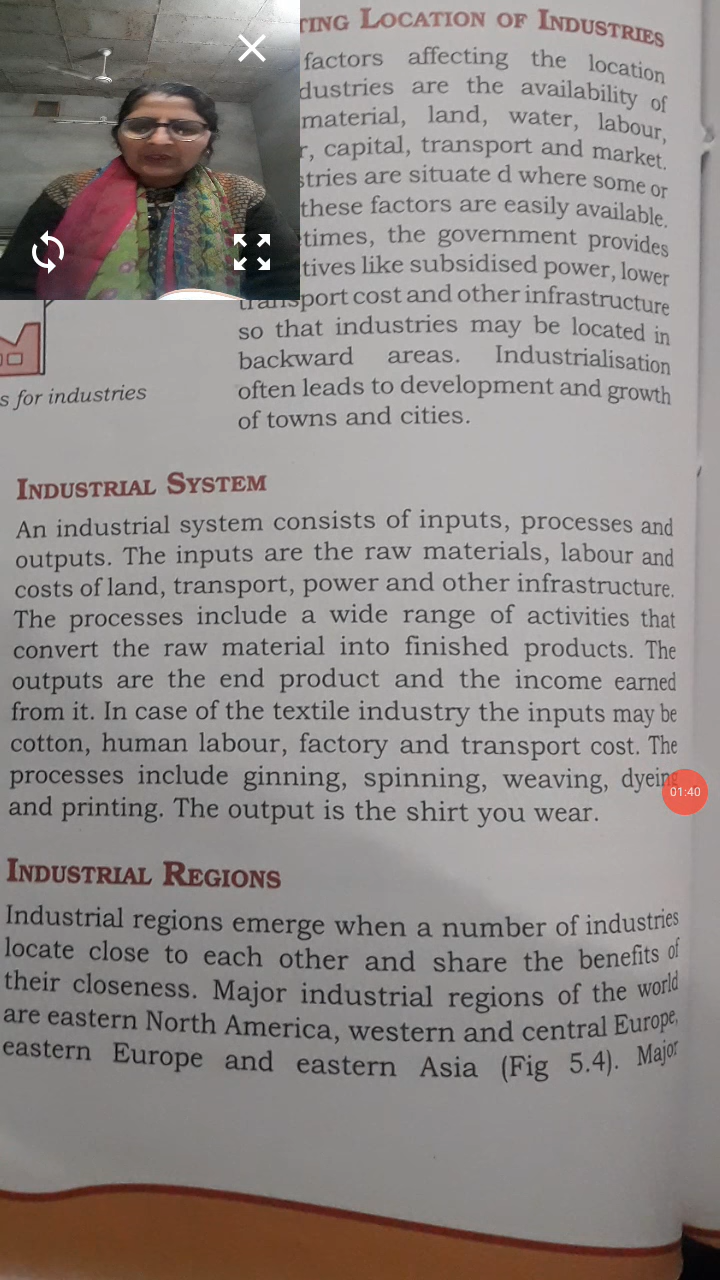 TING LOCATION OF INDUSTRIES
factors affecting the location
dustries are the availability of
material, land, water, labour,
r, capital, transport and market.
stries are situate d where some or
these factors are easily available.
times, the government provides
tives like subsidised power, lower
transport cost and other infrastructure
so that industries may be located in
backward areas. Industrialisation
often leads to development and growth
of towns and cities.
s for industries
INDUSTRIAL SYSTEM
An industrial system consists of inputs, processes and
outputs. The inputs are the raw materials, labour and
costs of land, transport, power and other infrastructure.
The processes include a wide range of activities that
convert the raw material into finished products. The
outputs are the end product and the income earned
from it. In case of the textile industry the inputs may be
cotton, human labour, factory and transport cost. The
processes include ginning, spinning, weaving, dyeing
and printing. The output is the shirt you wear.
01:40
INDUSTRIAL REGIONS
Industrial regions emerge when a number of industries
locate close to each other and share the benefits of
their closeness. Major industrial regions of the world
are eastern North America, western and central Europe,
eastern Europe and eastern Asia (Fig 5.4). Major